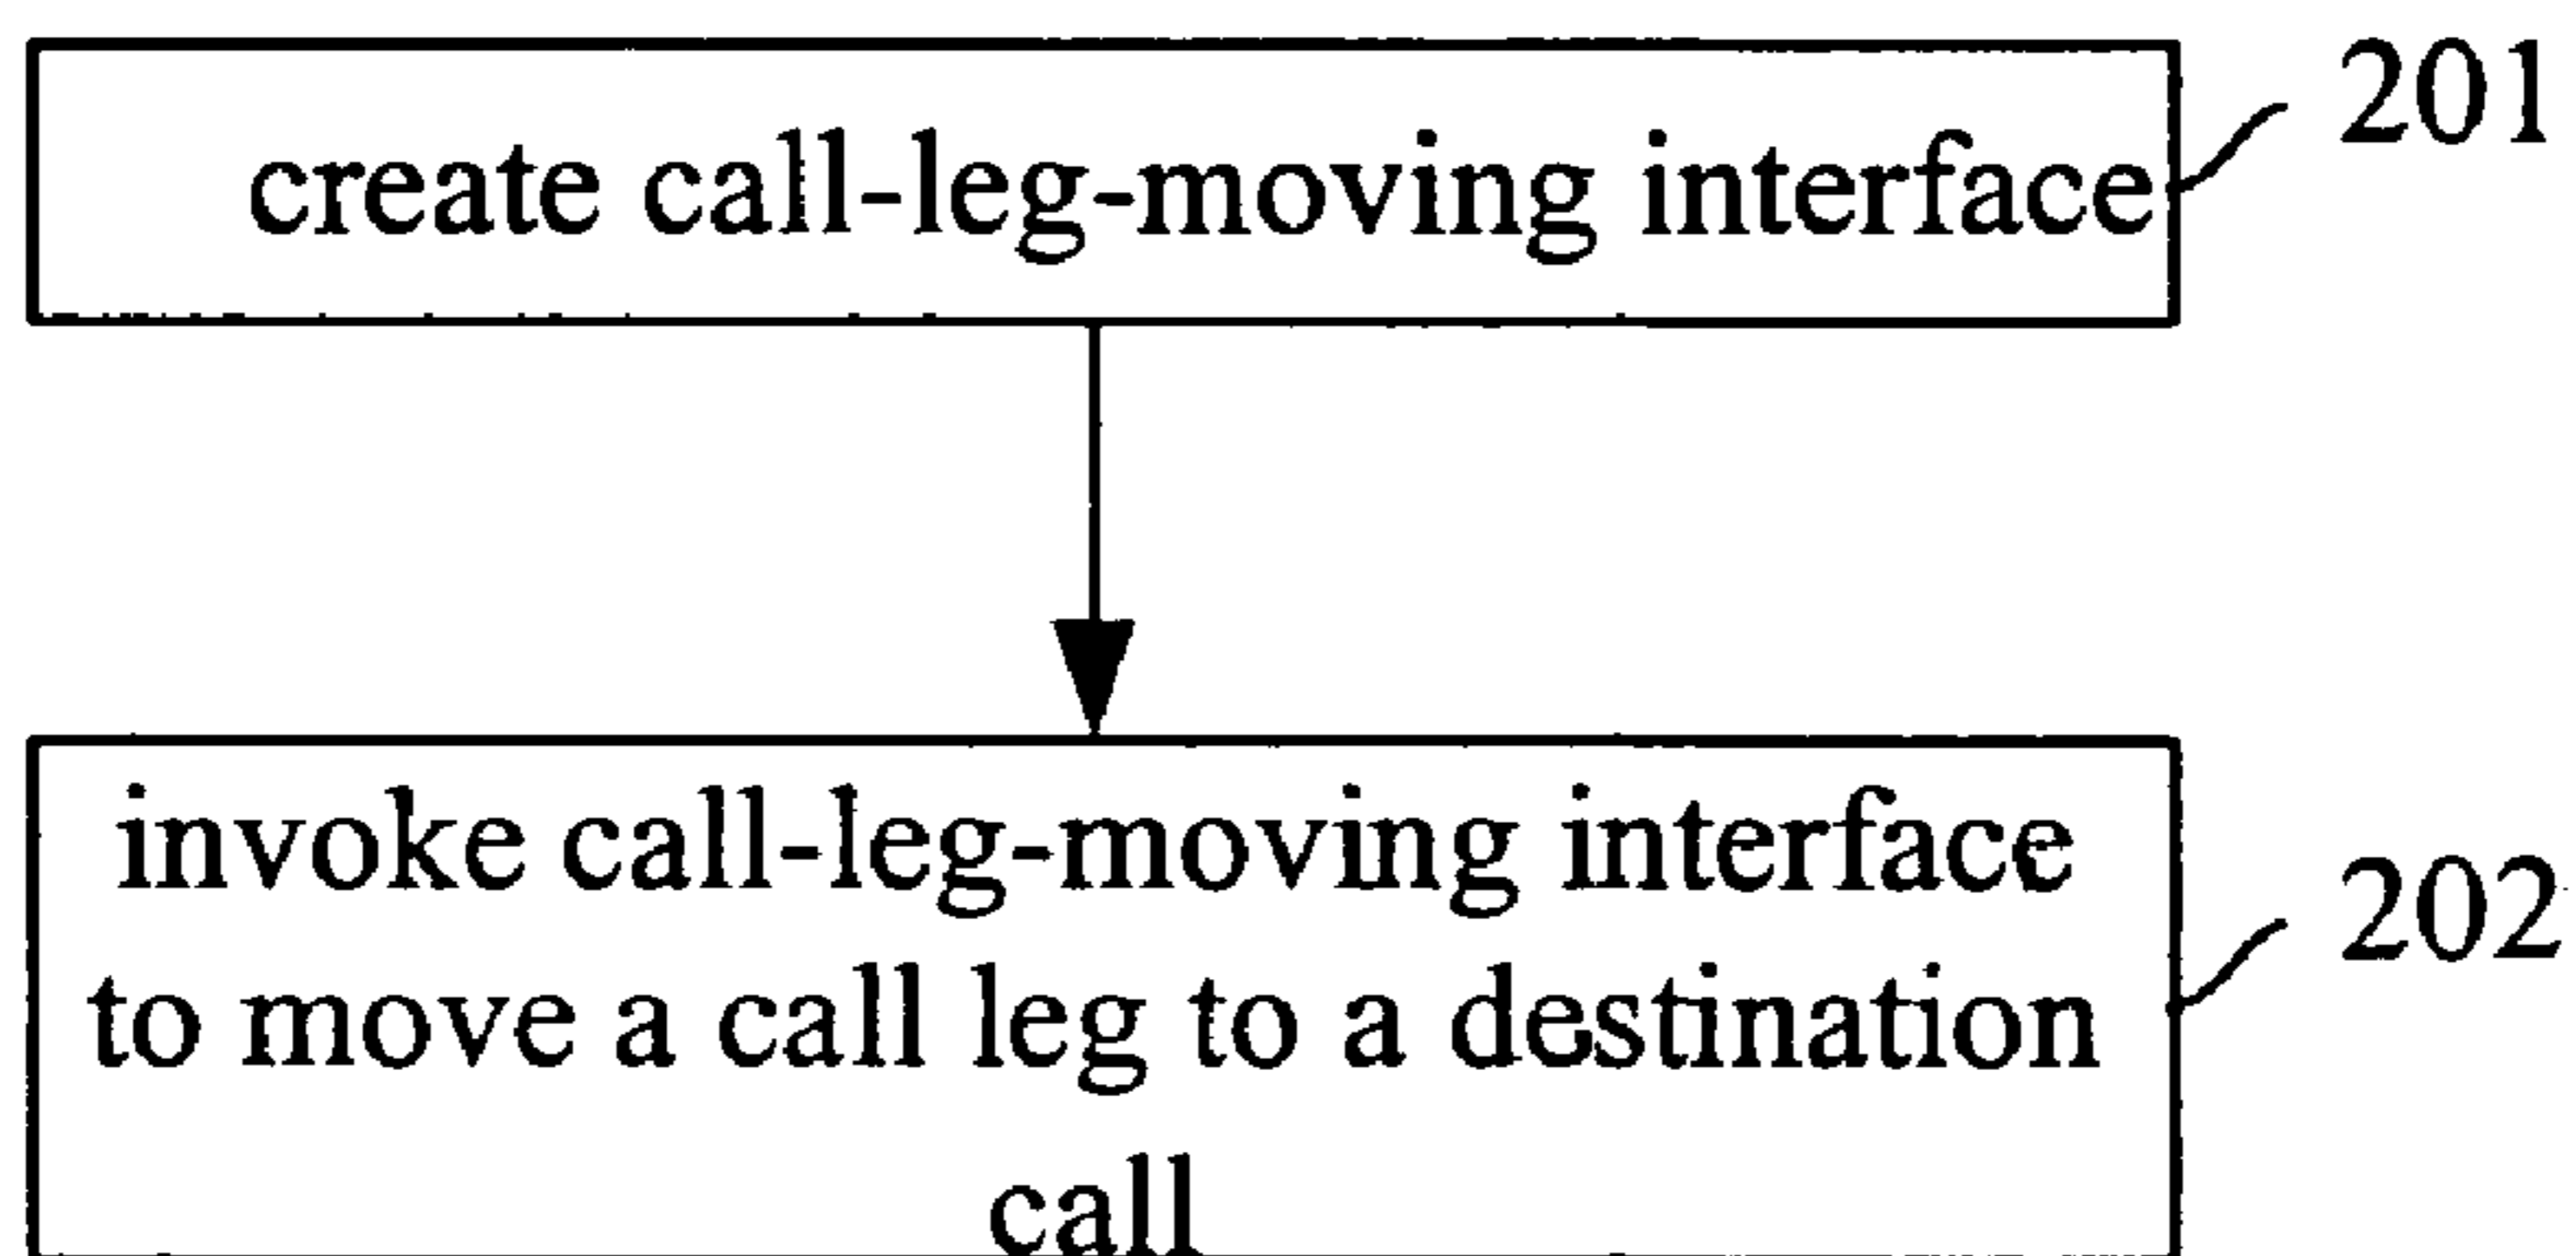 201
create call-leg-moving interface
invoke call-leg-moving interface
202
to move a call leg to a destination
call